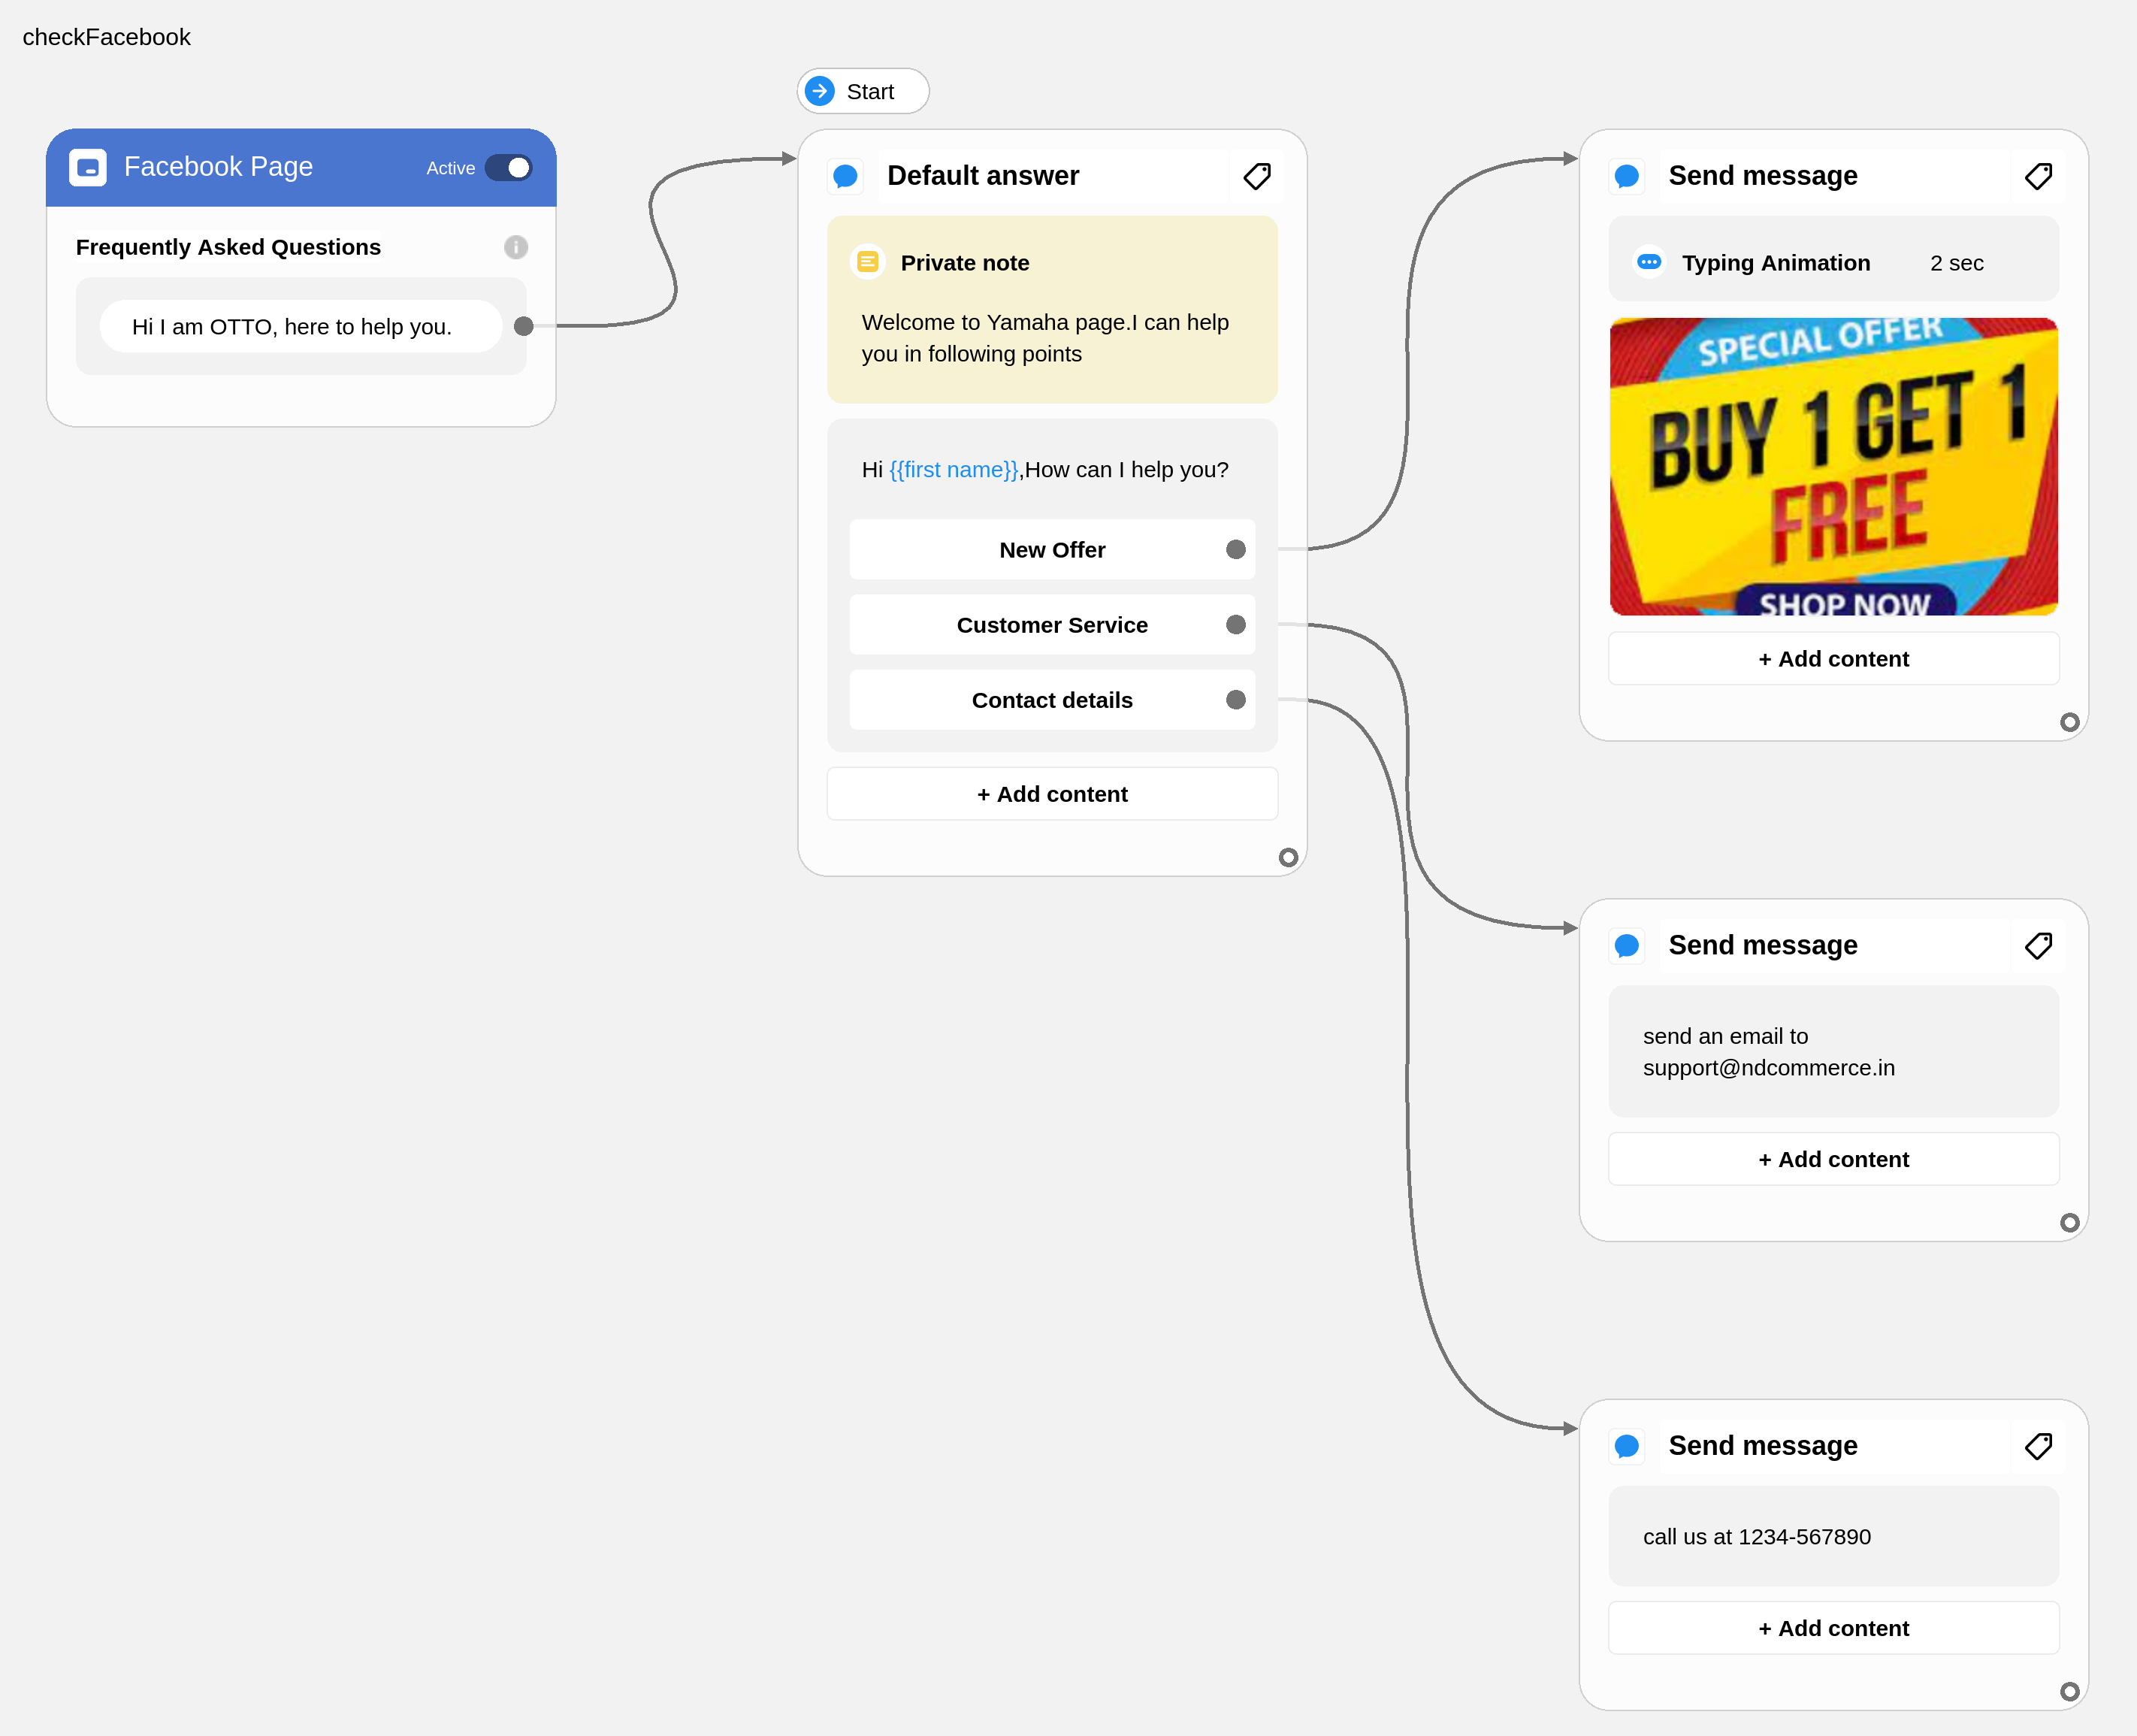 checkFacebook
Start
Facebook Page
Active
Frequently Asked Questions
Hi I am OTTO, here to help you.
Default answer
Private note
Welcome to Yamaha page.I can help
you in following points
Hi {{first name}},How can I help you?
New Offer
Customer Service
Contact details
+ Add content
Send message
Typing Animation 2 sec
SPECIAL OFFER
BUY 1 GET 1
FREE
SHOP NOW
+ Add content
Send message
send an email to
support@ndcommerce.in
+ Add content
Send message
call us at 1234-567890
+ Add content